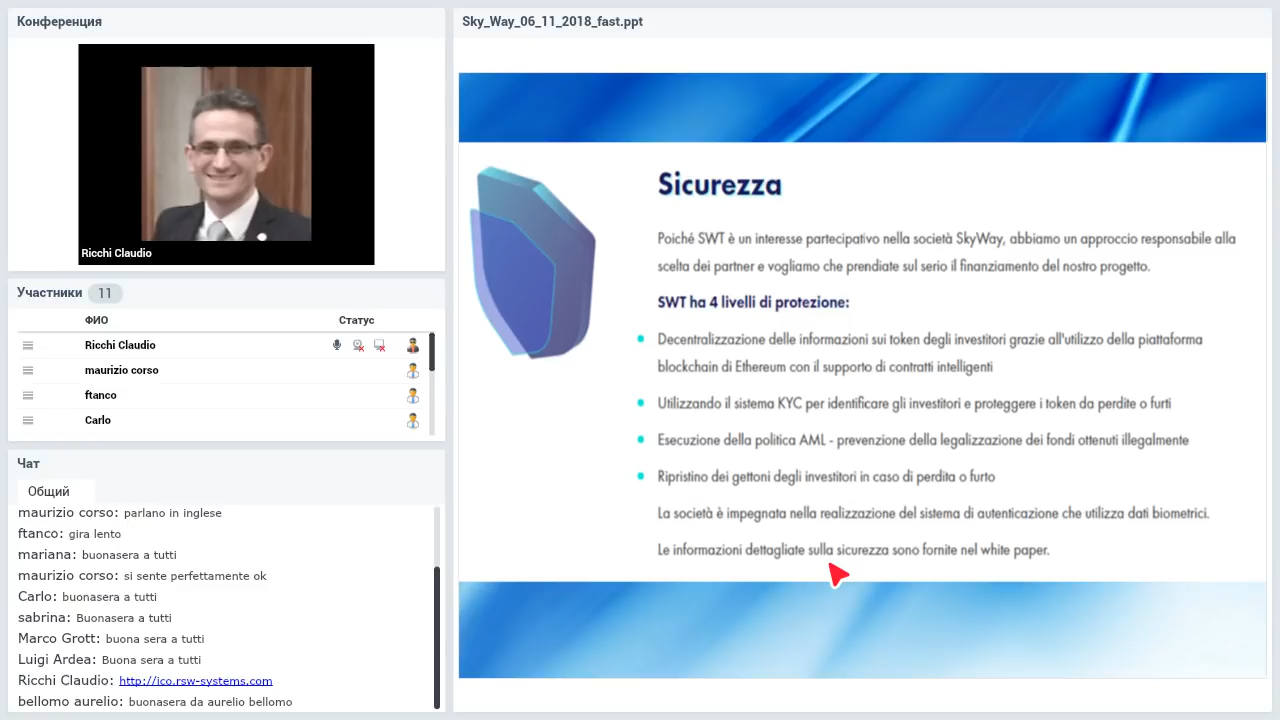 Конференция
Ricchi Claudio
Участники 11
ФИО Статус
Ricchi Claudio
maurizio corso
ftanco
Carlo
Чат
Общий
maurizio corso: parlano in inglese
ftanco: gira lento
mariana: buonasera a tutti
maurizio corso: si sente perfettamente ok
Carlo: buonasera a tutti
sabrina: Buonasera a tutti
Marco Grott: buona sera a tutti
Luigi Ardea: Buona sera a tutti
Ricchi Claudio: http://ico.rsw-systems.com
bellomo aurelio: buonasera da aurelio bellomo
Sky_Way_06_11_2018_fast.ppt
Sicurezza
Poiché SWT è un interesse partecipativo nella società SkyWay, abbiamo un approccio responsabile alla
scelta dei partner e vogliamo che prendiate sul serio il finanziamento del nostro progetto.
SWT ha 4 livelli di protezione:
Decentralizzazione delle informazioni sui token degli investitori grazie all'utilizzo della piattaforma
blockchain di Ethereum con il supporto di contratti intelligenti
Utilizzando il sistema KYC per identificare gli investitori e proteggere i token da perdite o furti
Esecuzione della politica AML - prevenzione della legalizzazione dei fondi ottenuti illegalmente
Ripristino dei gettoni degli investitori in caso di perdita o furto
La società è impegnata nella realizzazione del sistema di autenticazione che utilizza dati biometrici.
Le informazioni dettagliate sulla sicurezza sono fornite nel white paper.